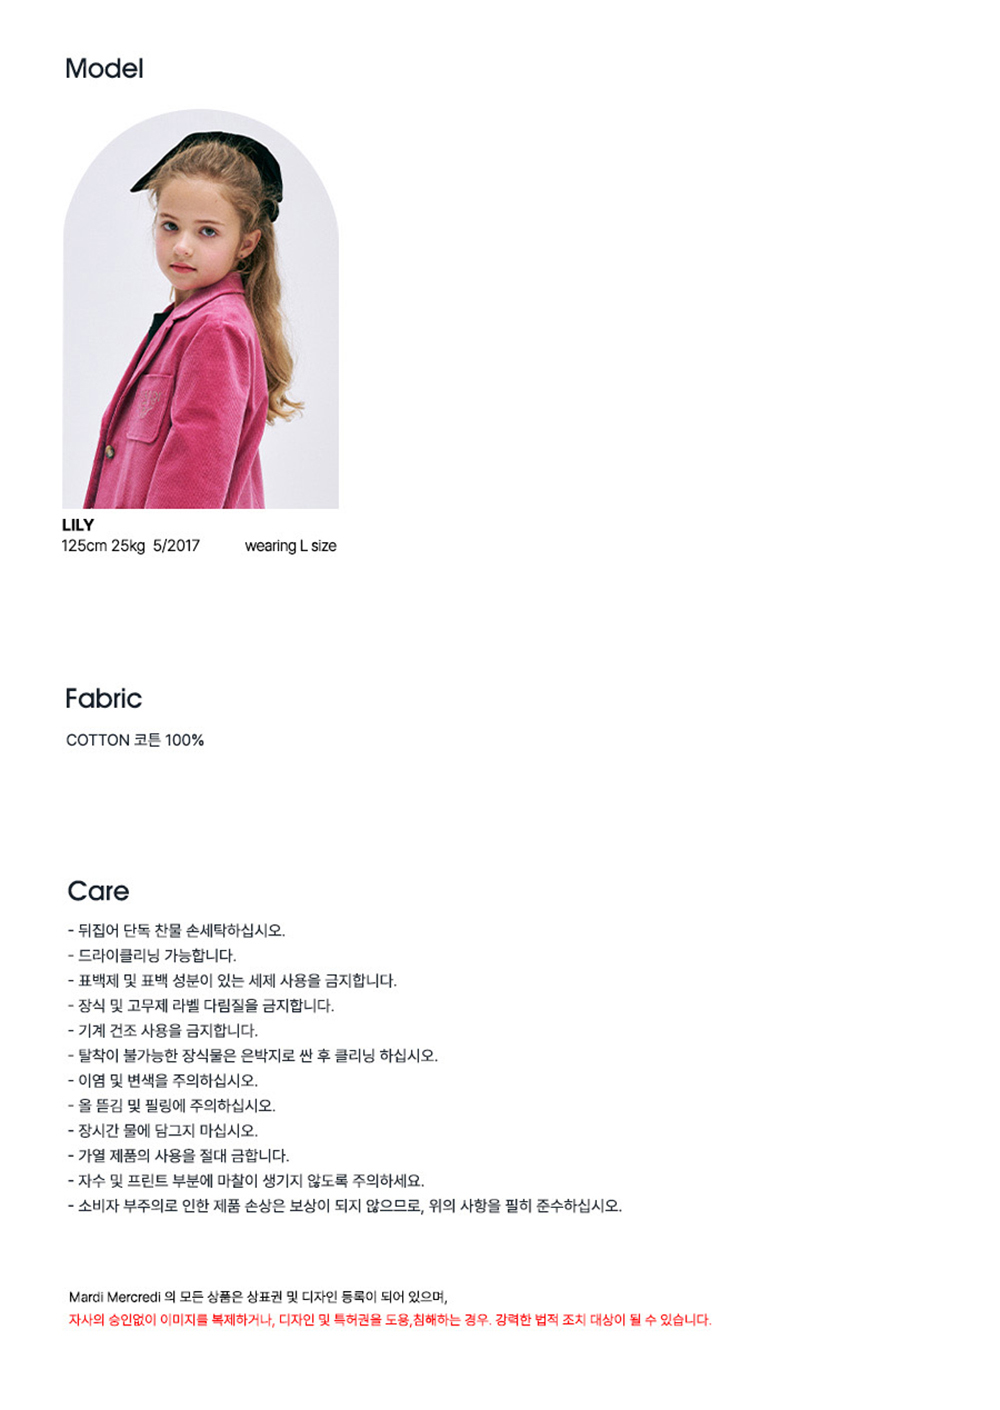 Model
LILY
125cm 25kg 5/2017 wearing L size
Fabric
COTTON 코튼 100%
Care
- 뒤집어 단독 찬물 손세탁하십시오.
- 드라이클리닝 가능합니다.
- 표백제 및 표백 성분이 있는 세제 사용을 금지합니다.
- 장식 및 고무제 라벨 다림질을 금지합니다.
- 기계 건조 사용을 금지합니다.
- 탈착이 불가능한 장식물은 은박지로 싼 후 클리닝 하십시오.
- 이염 및 변색을 주의하십시오.
- 올 뜯김 및 필링에 주의하십시오.
- 장시간 물에 담그지 마십시오.
- 가열 제품의 사용을 절대 금합니다.
- 자수 및 프린트 부분에 마찰이 생기지 않도록 주의하세요.
- 소비자 부주의로 인한 제품 손상은 보상이 되지 않으므로, 위의 사항을 필히 준수하십시오.
Mardi Mercredi 의 모든 상품은 상표권 및 디자인 등록이 되어 있으며,
자사의 승인없이 이미지를 복제하거나, 디자인 및 특허권을 도용,침해하는 경우. 강력한 법적 조치 대상이 될 수 있습니다.